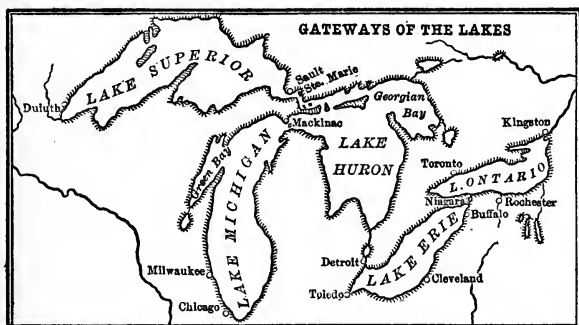 GATEWAYS OF THE LAKES
LAKE SUPERIOR
Sault
Ste. Marie
Georgian
Bay
Duluth
Mackinac
Kingston
Green Bay
LAKE
HURON
Toronto
L. ONTARIO
LAKE MICHIGAN
Niagara
Rochester
Buffalo
Detroit
LAKE ERIE
Milwaukee
Cleveland
Toledo
Chicago